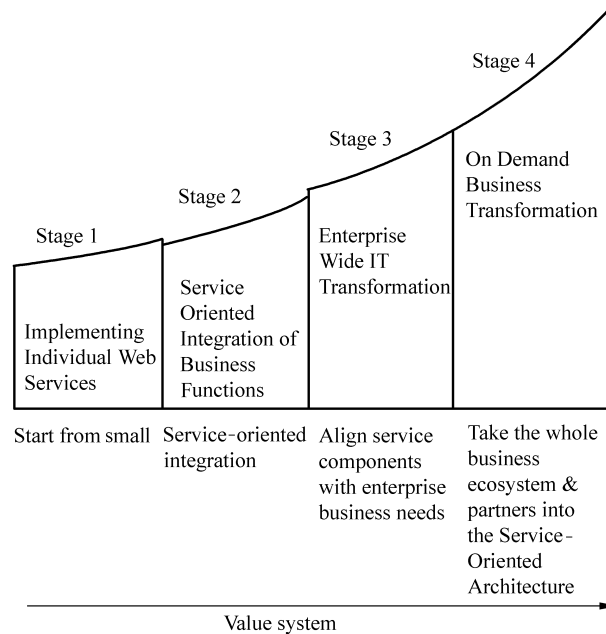 Stage 1
Implementing
Individual Web
Services
Start from small
Stage 2
Service
Oriented
Integration of
Business
Functions
Service-oriented
integration
Stage 3
Enterprise
Wide IT
Transformation
Align service
components
with enterprise
business needs
Stage 4
On Demand
Business
Transformation
Take the whole
business
ecosystem &
partners into
the Service-
Oriented
Architecture
Value system